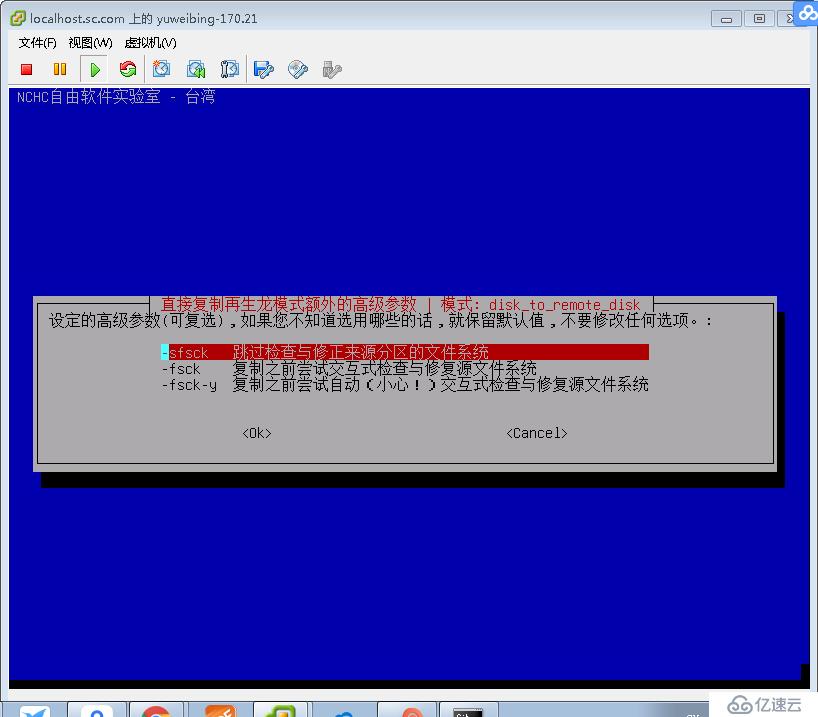 localhost.sc.com 上的 yuweibing-170.21
文件(F) 视图(W) 虚拟机(V)
NCHC自由软件实验室 - 台湾
直接复制再生龙模式额外的高级参数 | 模式: disk_to_remote_disk
设定的高级参数(可复选)，如果您不知道选用哪些的话，就保留默认值，不要修改任何选项。:
-sfsck 跳过检查与修正来源分区的文件系统
-fsck 复制之前尝试交互式检查与修复源文件系统
-fsck-y 复制之前尝试自动（小心！）交互式检查与修复源文件系统
<Ok> <Cancel>
亿速云